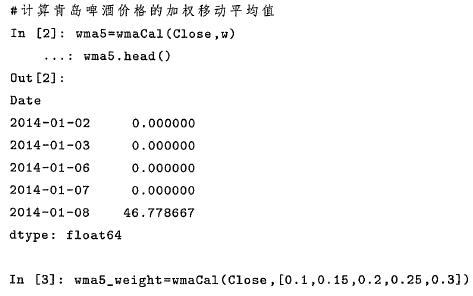 #计算青岛啤酒价格的加权移动平均值
In [2]: wma5=wmaCal(Close,w)
...: wma5.head()
Out[2]:
Date
2014-01-02 0.000000
2014-01-03 0.000000
2014-01-06 0.000000
2014-01-07 0.000000
2014-01-08 46.778667
dtype: float64
In [3]: wma5_weight=wmaCal(Close,[0.1,0.15,0.2,0.25,0.3])